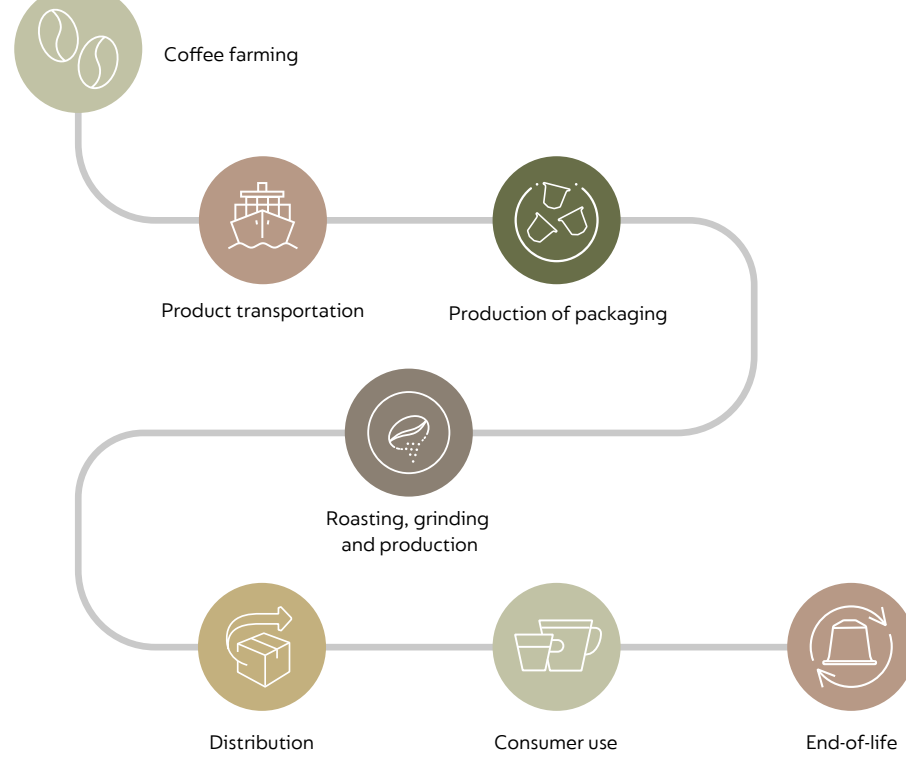 Coffee farming
Product transportation
Production of packaging
Roasting, grinding
and production
Distribution
Consumer use
End-of-life